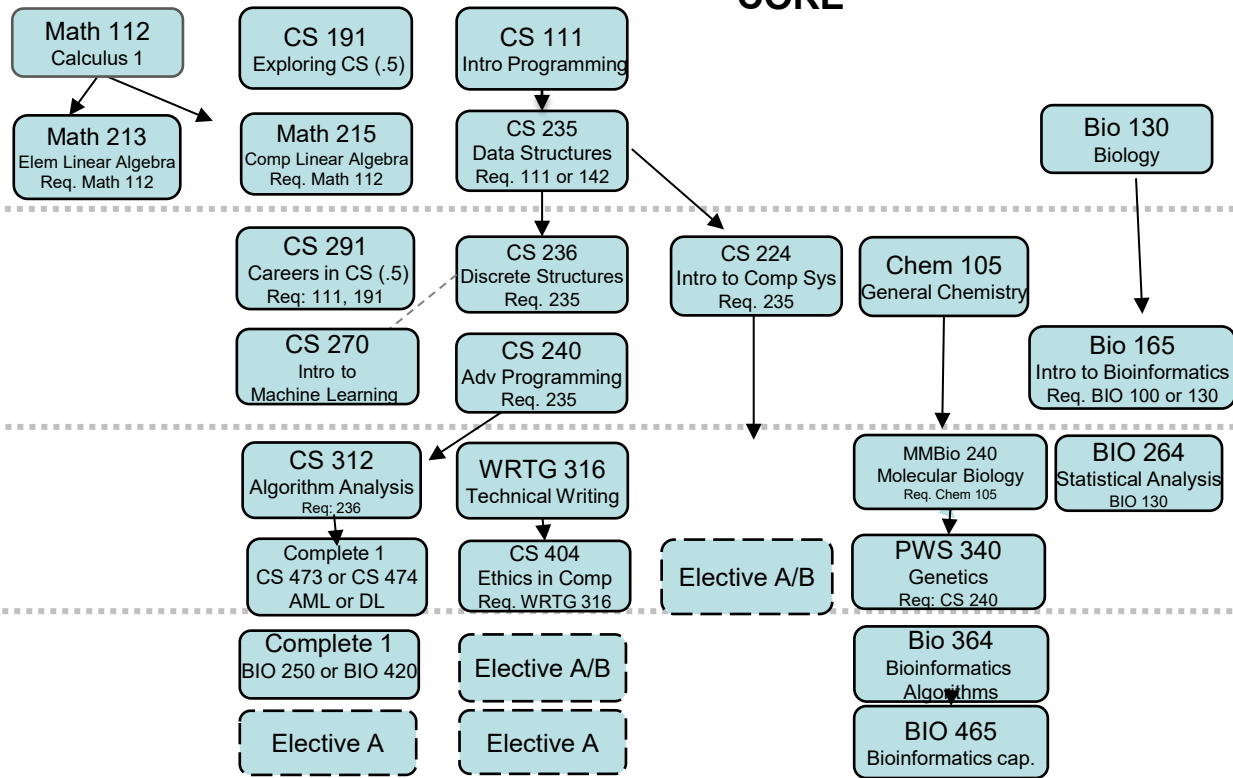 CORE
Math 112
Calculus 1
CS 191
Exploring CS (.5)
CS 111
Intro Programming
Math 213
Elem Linear Algebra
Req. Math 112
Math 215
Comp Linear Algebra
Req. Math 112
CS 235
Data Structures
Req. 111 or 142
Bio 130
Biology
CS 291
Careers in CS (.5)
Req: 111, 191
CS 236
Discrete Structures
Req. 235
CS 224
Intro to Comp Sys
Req. 235
Chem 105
General Chemistry
CS 270
Intro to
Machine Learning
CS 240
Adv Programming
Req. 235
Bio 165
Intro to Bioinformatics
Req. BIO 100 or 130
CS 312
Algorithm Analysis
Req: 236
WRTG 316
Technical Writing
MMBio 240
Molecular Biology
Req. Chem 105
BIO 264
Statistical Analysis
BIO 130
Complete 1
CS 473 or CS 474
AML or DL
CS 404
Ethics in Comp
Req. WRTG 316
Elective A/B
PWS 340
Genetics
Req: CS 240
Complete 1
BIO 250 or BIO 420
Elective A/B
Bio 364
Bioinformatics
Algorithms
Elective A
Elective A
BIO 465
Bioinformatics cap.